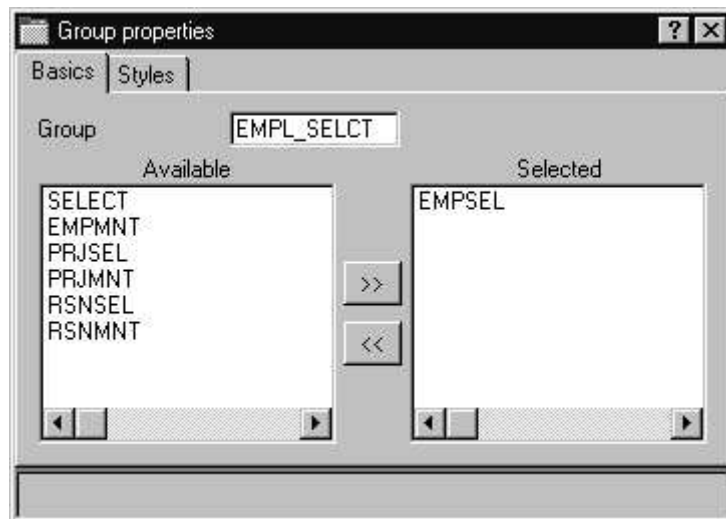 Group properties
Basics Styles
Group EMPL_SELCT
Available Selected
SELECT EMPSEL
EMPMNT
PRJSEL
PRJMNT
RSNSEL
RSNMNT
>>
<<